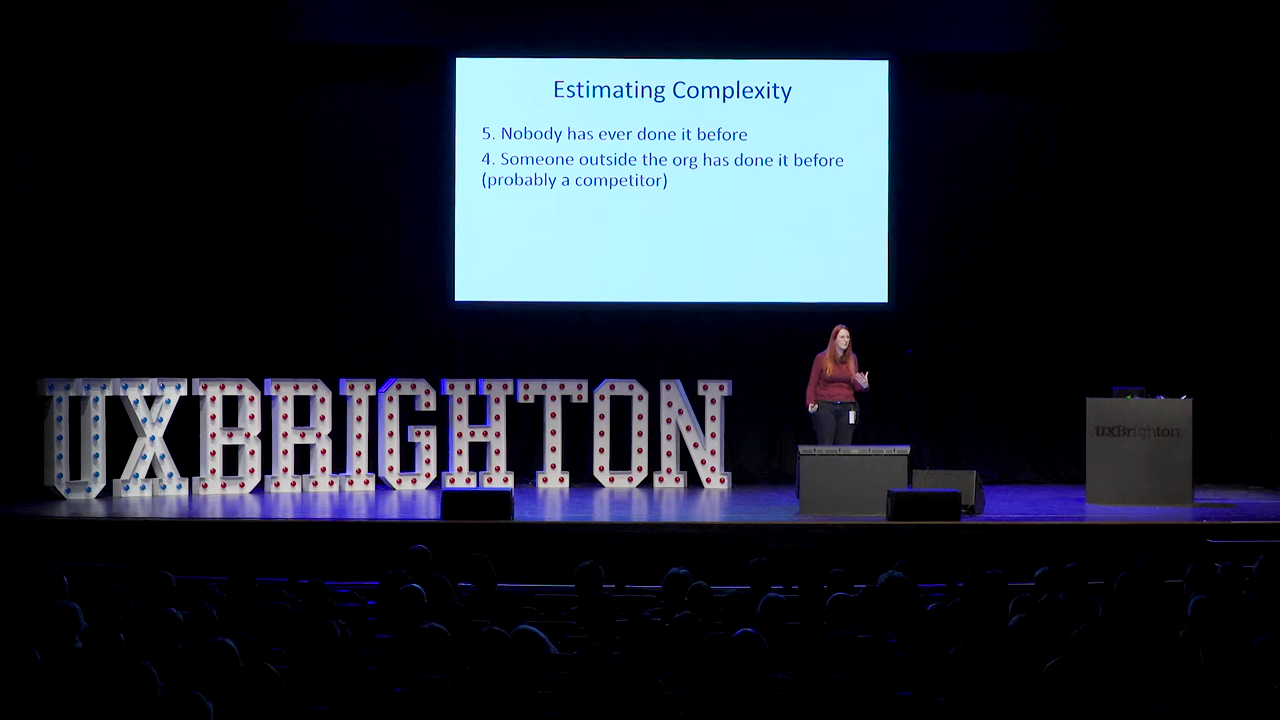 Estimating Complexity
5. Nobody has ever done it before
4. Someone outside the org has done it before
(probably a competitor)
UXBRIGHTON
UXBrighton